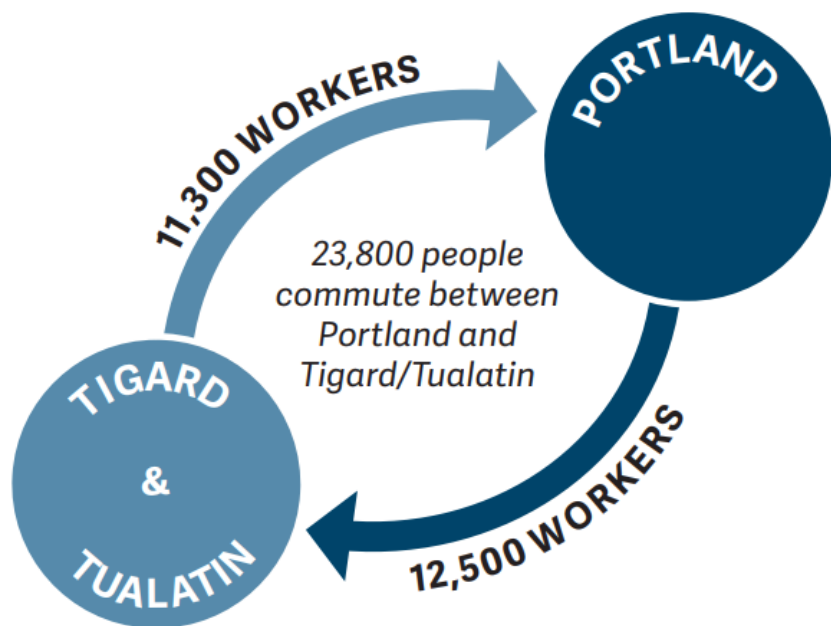 11,300 WORKERS
PORTLAND
23,800 people
commute between
Portland and
Tigard/Tualatin
TIGARD
&
TUALATIN
12,500 WORKERS